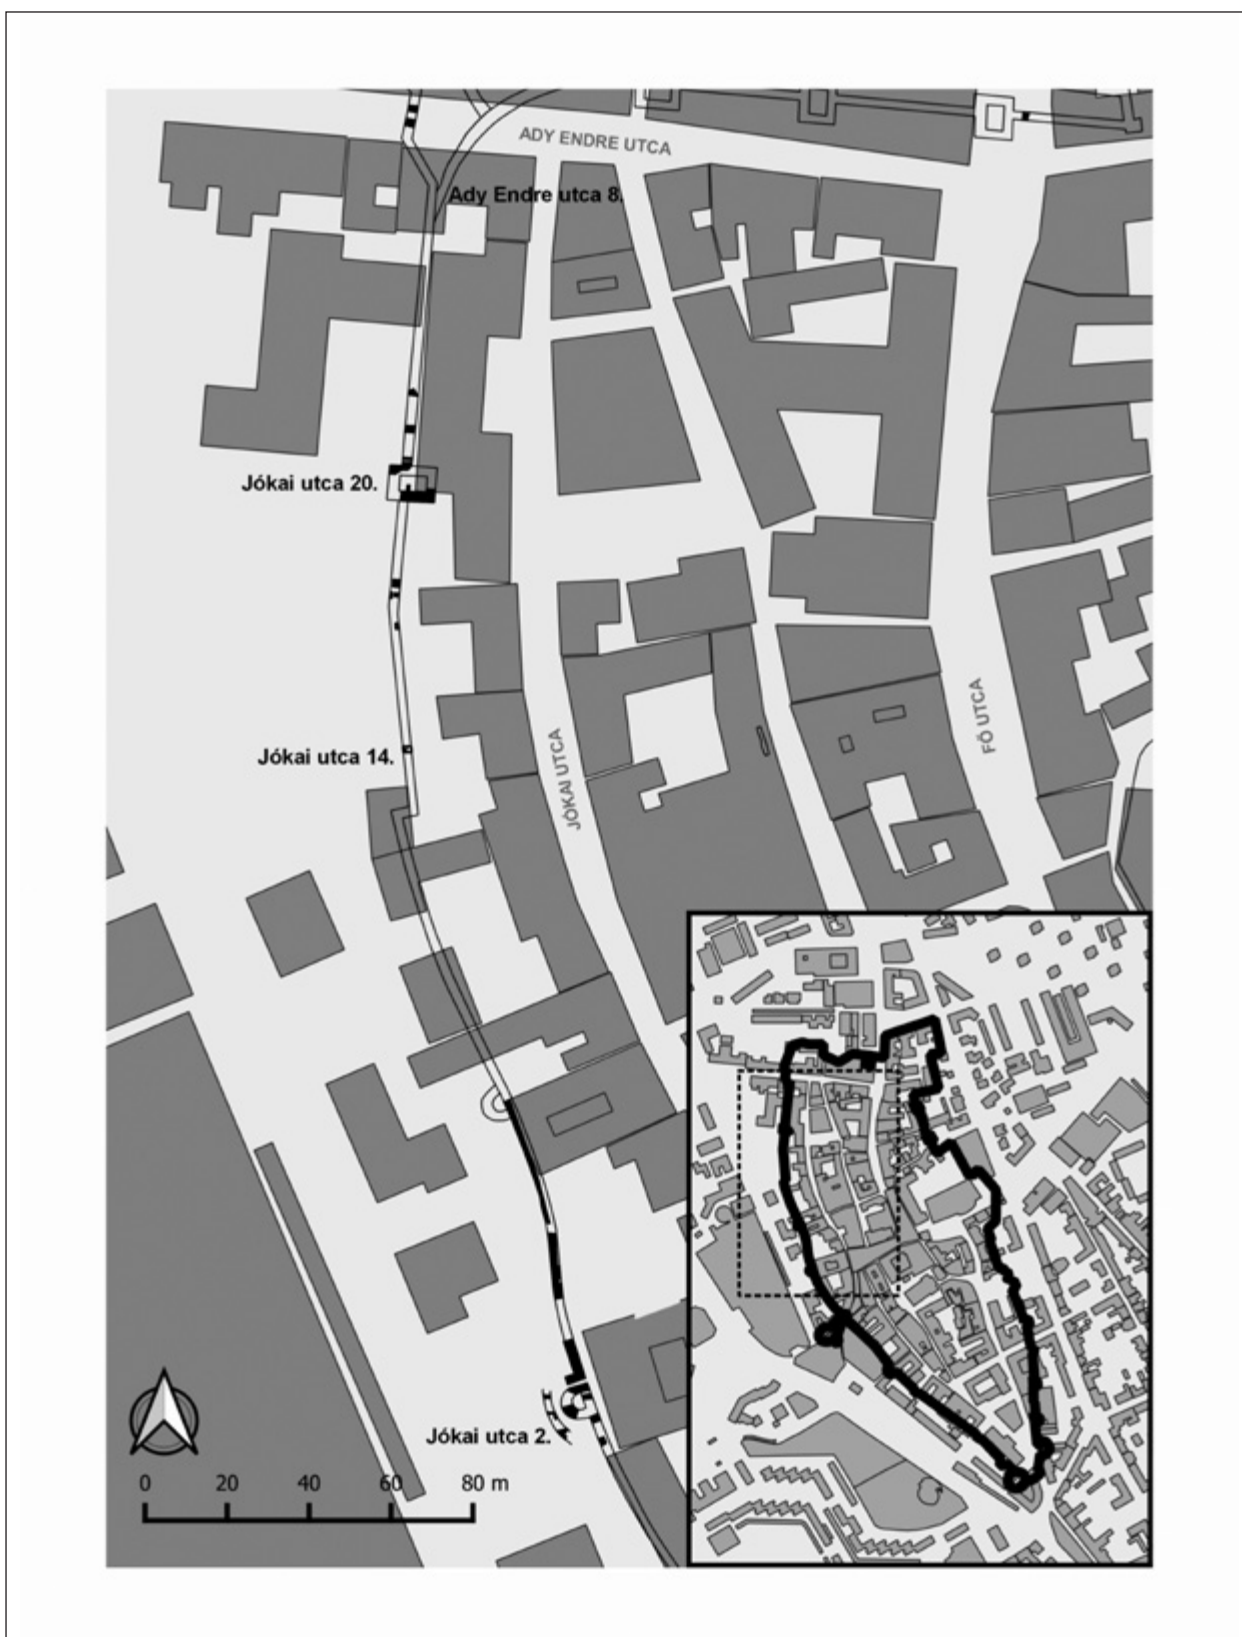 ADY ENDRE UTCA
Ady Endre utca 8.
Jókai utca 20.
FŐ UTCA
JÓKAI UTCA
Jókai utca 14.
Jókai utca 2.
0 20 40 60 80 m